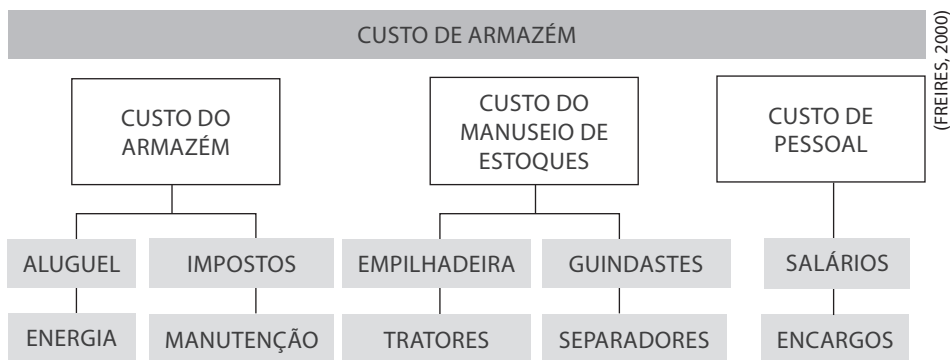 CUSTO DE ARMAZÉM
(FREIRES, 2000)
CUSTO DO
ARMAZÉM
CUSTO DO
MANUSEIO DE
ESTOQUES
CUSTO DE
PESSOAL
ALUGUEL
IMPOSTOS
EMPILHADEIRA
GUINDASTES
SALÁRIOS
ENERGIA
MANUTENÇÃO
TRATORES
SEPARADORES
ENCARGOS